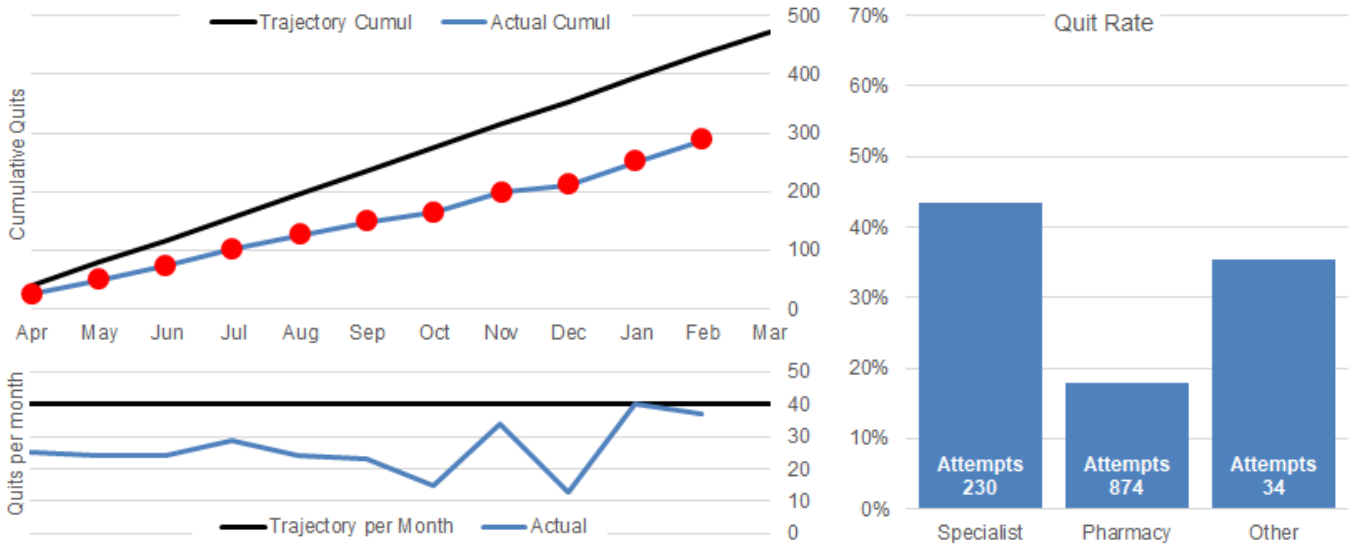 Trajectory Cumul Actual Cumul
Cumulative Quits
500
400
300
200
100
0
Apr May Jun Jul Aug Sep Oct Nov Dec Jan Feb Mar
Quits per month
50
40
30
20
10
0
Trajectory per Month Actual
Quit Rate
70%
60%
50%
40%
30%
20%
10%
0%
Attempts
230
Attempts
874
Attempts
34
Specialist Pharmacy Other